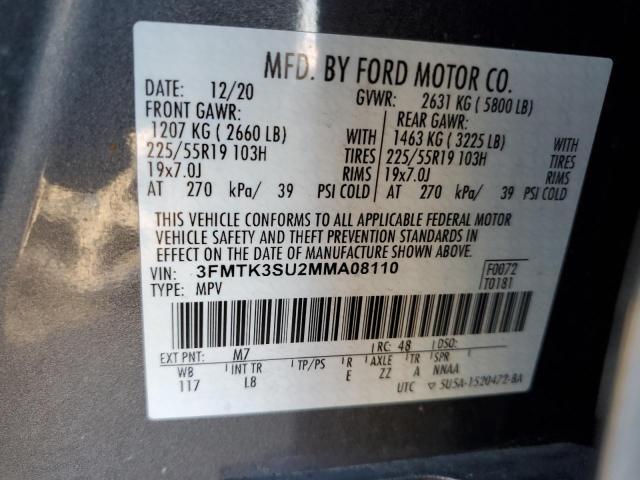 MFD. BY FORD MOTOR CO.
DATE: 12/20 GVWR: 2631 KG ( 5800 LB)
FRONT GAWR: REAR GAWR:
1207 KG ( 2660 LB) WITH 1463 KG ( 3225 LB) WITH
225/55R19 103H TIRES 225/55R19 103H TIRES
19x7.0J RIMS 19x7.0J RIMS
AT 270 kPa/ 39 PSI COLD AT 270 kPa/ 39 PSI COLD
THIS VEHICLE CONFORMS TO ALL APPLICABLE FEDERAL MOTOR
VEHICLE SAFETY AND THEFT PREVENTION STANDARDS IN
EFFECT ON THE DATE OF MANUFACTURE SHOWN ABOVE.
VIN: 3FMTK3SU2MMA08110 F0072
TYPE: MPV T0181
EXT PNT: M7 RC: 48 DSO:
WB INT TR TP/PS R AXLE TR SPR
117 L8 E ZZ A NNAA
UTC ▽ 5U5A-1520472-BA